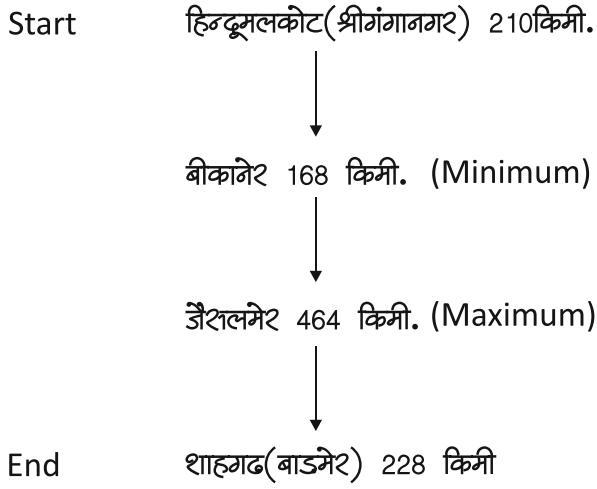 Start हिन्दूमलकोट(श्रीगंगानगर) 210किमी.
बीकानेर 168 किमी. (Minimum)
जैसलमेर 464 किमी. (Maximum)
End शाहगढ(बाडमेर) 228 किमी